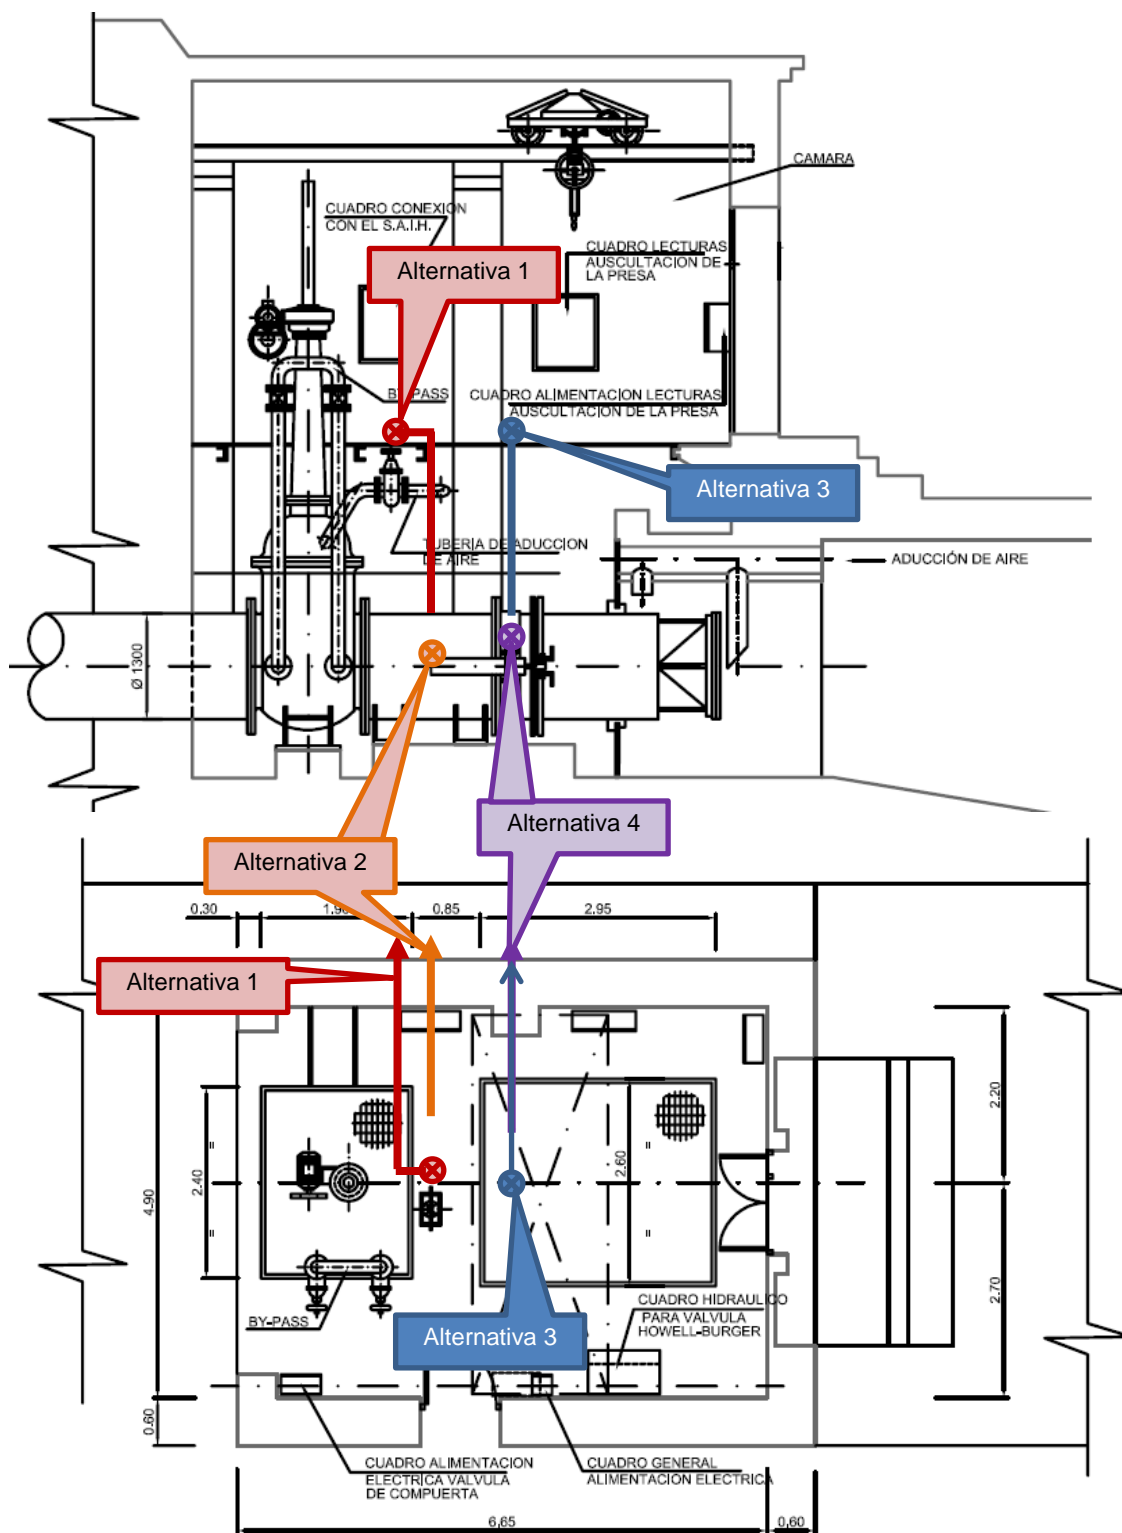 CAMARA
CUADRO CONEXION
CON EL S.A.I.H.
CUADRO LECTURAS
AUSCULTACION DE
LA PRESA
Alternativa 1
BY-PASS
CUADRO ALIMENTACION LECTURAS
AUSCULTACION DE LA PRESA
Alternativa 3
TUBERIA DE ADUCCION
DE AIRE
ADUCCIÓN DE AIRE
Ø 1300
Alternativa 4
Alternativa 2
0.30
1.90
0.85
2.95
Alternativa 1
2.20
2.40
2.60
4.90
2.70
CUADRO HIDRAULICO
PARA VALVULA
HOWELL-BURGER
BY-PASS
Alternativa 3
0.60
CUADRO ALIMENTACION
ELECTRICA VALVULA
DE COMPUERTA
CUADRO GENERAL
ALIMENTACION ELECTRICA
6,65
0,60